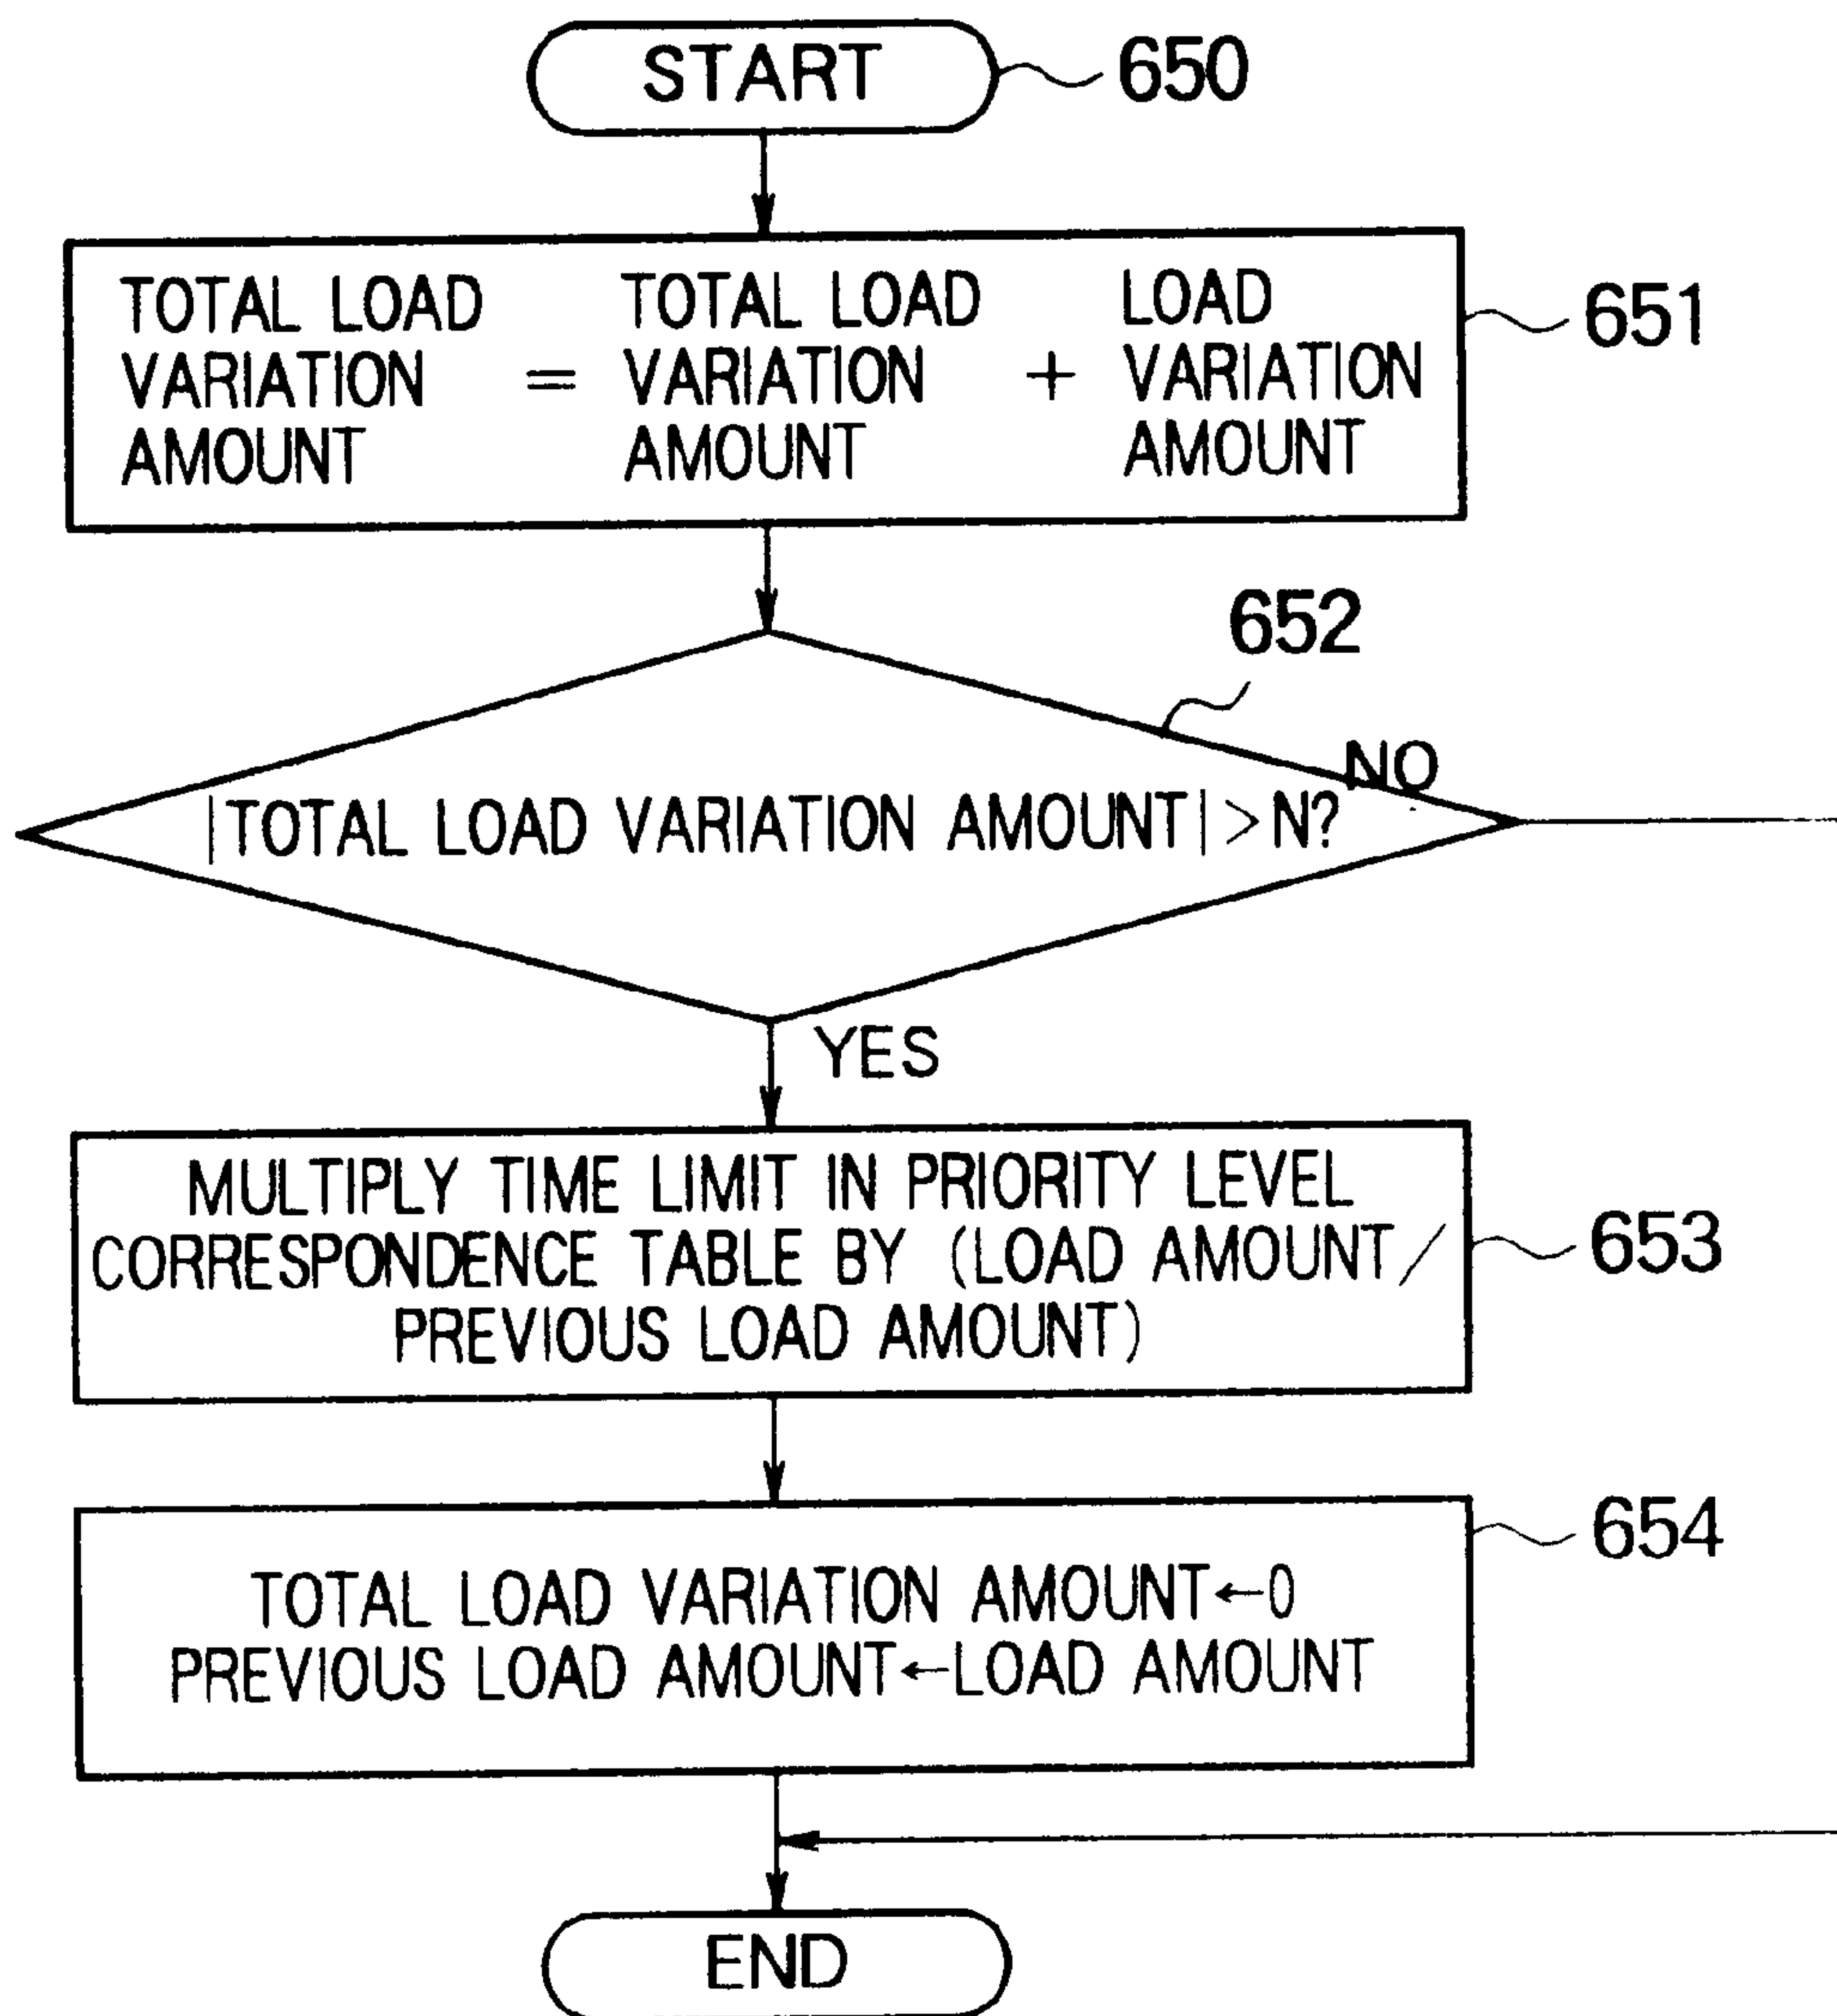 START
650
TOTAL LOAD
VARIATION
AMOUNT
=
TOTAL LOAD
VARIATION
AMOUNT
+
LOAD
VARIATION
AMOUNT
651
652
NO
|TOTAL LOAD VARIATION AMOUNT|>N?
YES
MULTIPLY TIME LIMIT IN PRIORITY LEVEL
CORRESPONDENCE TABLE BY (LOAD AMOUNT/
PREVIOUS LOAD AMOUNT)
653
654
TOTAL LOAD VARIATION AMOUNT←0
PREVIOUS LOAD AMOUNT←LOAD AMOUNT
END